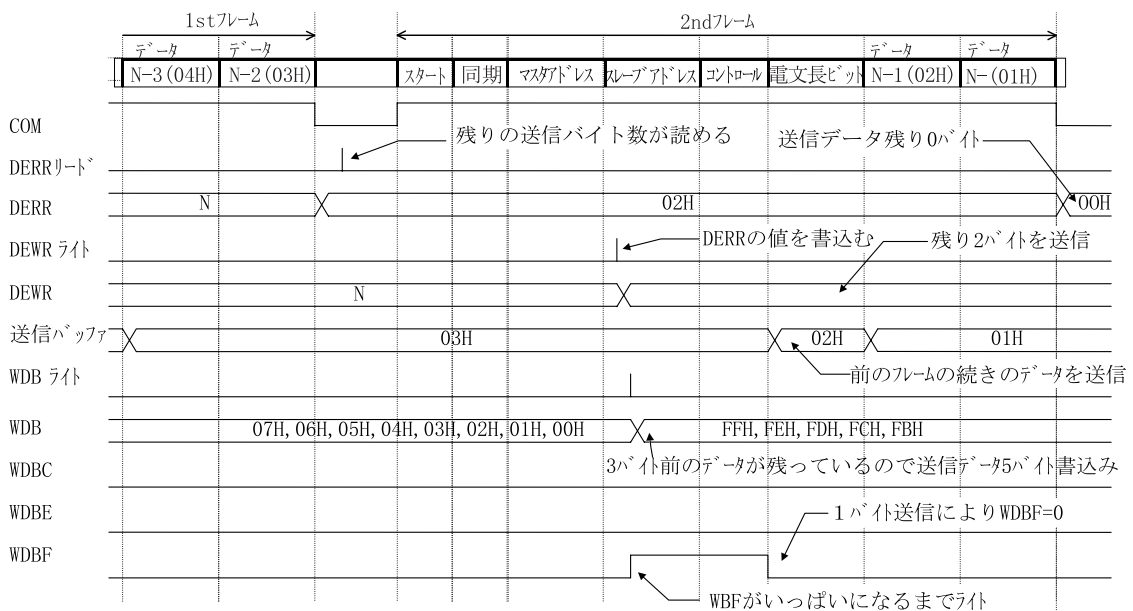 1stフレーム 2ndフレーム
データ データ データ データ
N-3(04H) N-2(03H) スタート 同期 マスタアドレス スレーブアドレス コントロール 電文長ビット N-1(02H) N-(01H)
COM
残りの送信バイト数が読める 送信データ残り0バイト
DERRリード
DERR N 02H 00H
DEWR ライト DERRの値を書込む 残り2バイトを送信
DEWR N
送信バッファ 03H 02H 01H
前のフレームの続きのデータを送信
WDB ライト
WDB 07H, 06H, 05H, 04H, 03H, 02H, 01H, 00H FFH, FEH, FDH, FCH, FBH
3バイト前のデータが残っているので送信データ5バイト書込み
WDBC
WDBE
1バイト送信によりWDBF=0
WDBF
WBFがいっぱいになるまでライト